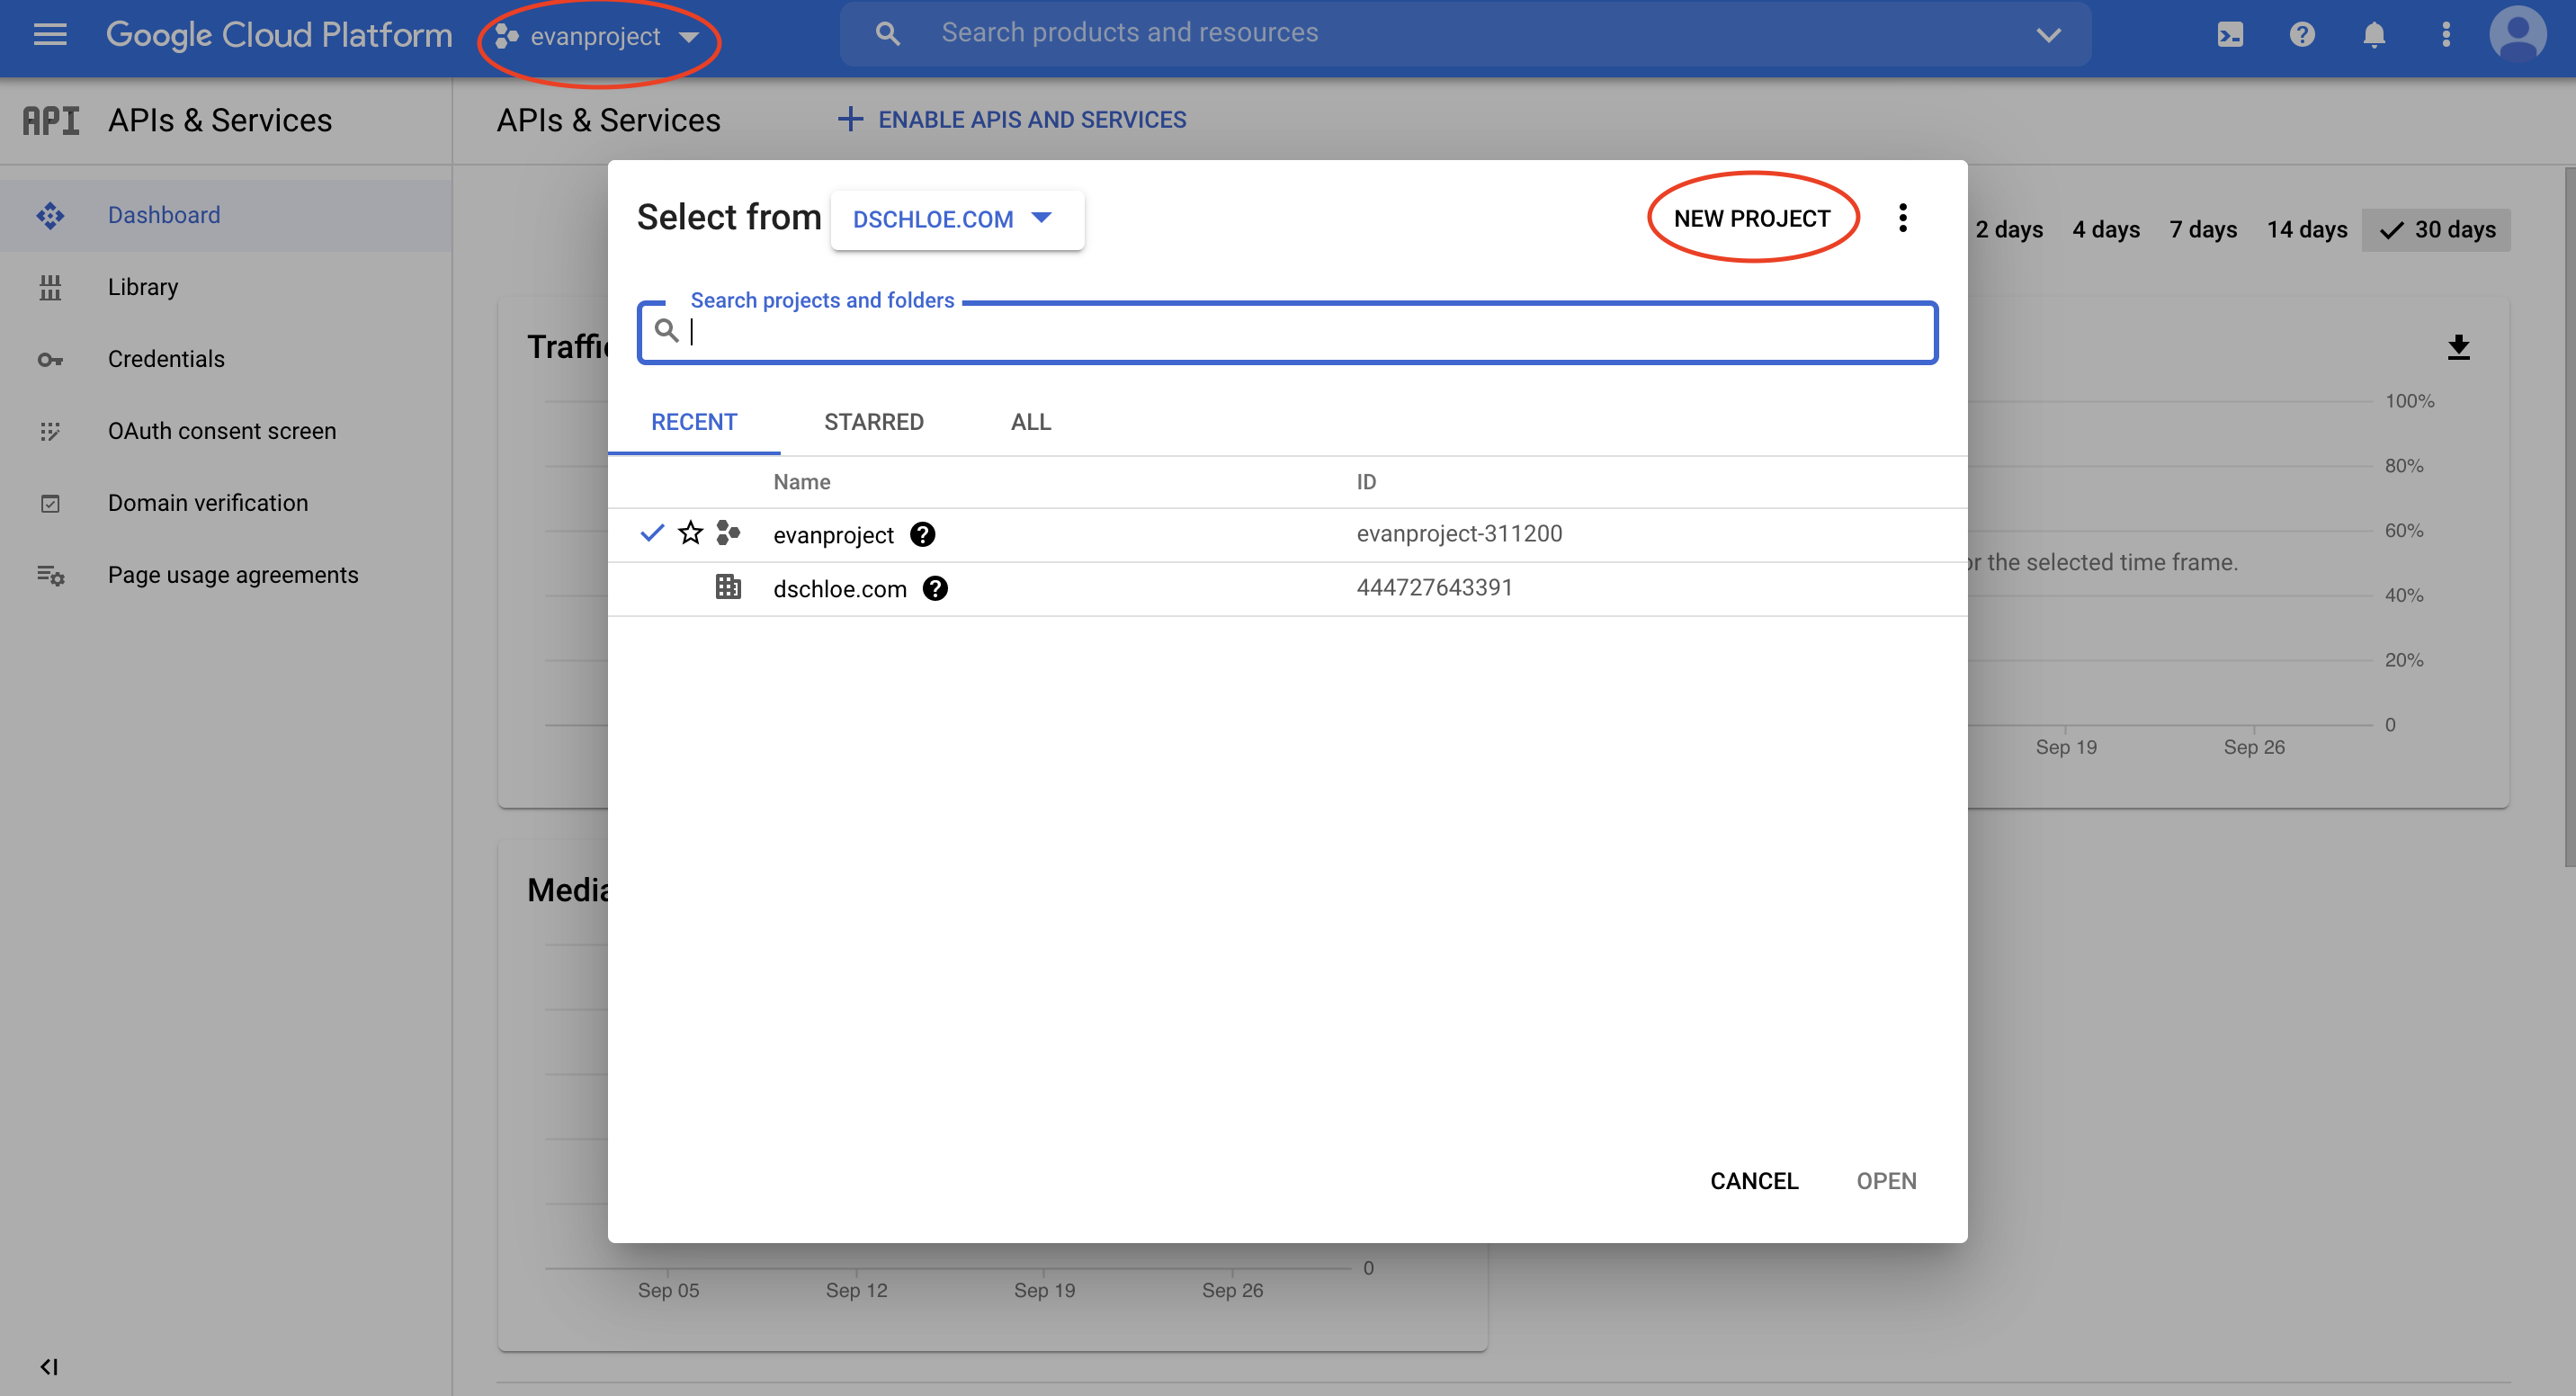 Google Cloud Platform
evanproject
Search products and resources
API
APIs & Services
APIs & Services
ENABLE APIS AND SERVICES
Dashboard
Library
Credentials
OAuth consent screen
Domain verification
Page usage agreements
Select from
DSCHLOE.COM
NEW PROJECT
Search projects and folders
RECENT
STARRED
ALL
Name
ID
evanproject
evanproject-311200
dschloe.com
444727643391
CANCEL
OPEN
2 days
4 days
7 days
14 days
30 days
Traffic
100%
80%
60%
or the selected time frame.
40%
20%
0
Sep 19
Sep 26
Media
0
Sep 05
Sep 12
Sep 19
Sep 26